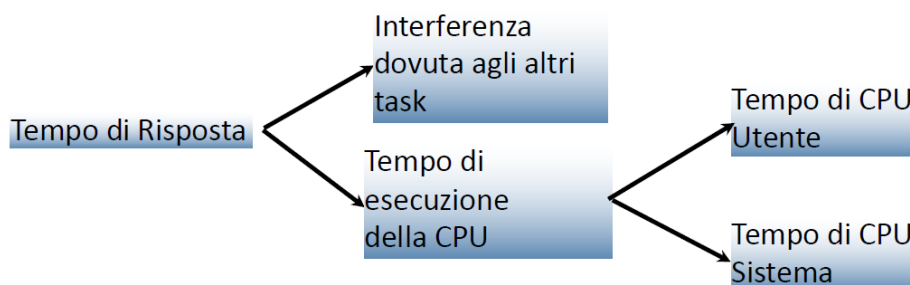 Tempo di Risposta
Interferenza
dovuta agli altri
task
Tempo di
esecuzione
della CPU
Tempo di CPU
Utente
Tempo di CPU
Sistema